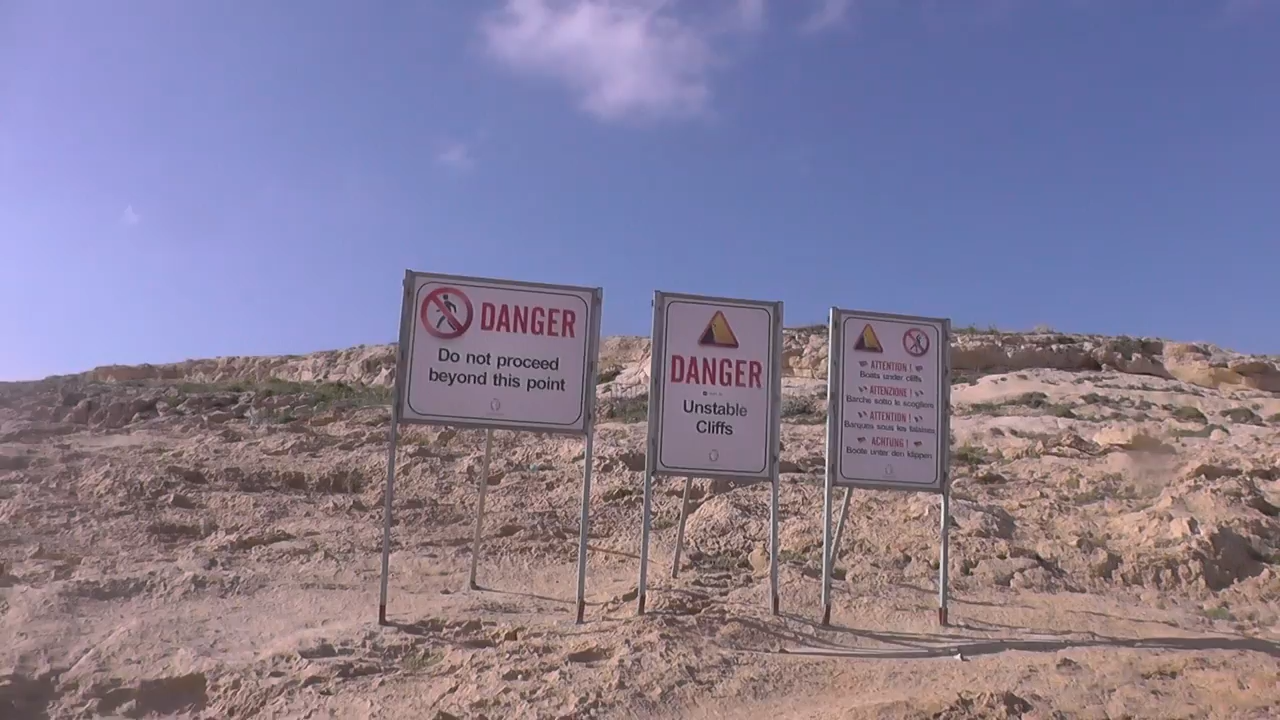 DANGER
Do not proceed
beyond this point
DANGER
Unstable
Cliffs
ATTENTION !
Boats under cliffs
ATTENZIONE !
Barche sotto le scogliere
ATTENTION !
Barques sous les falaises
ACHTUNG !
Boote unter den klippen